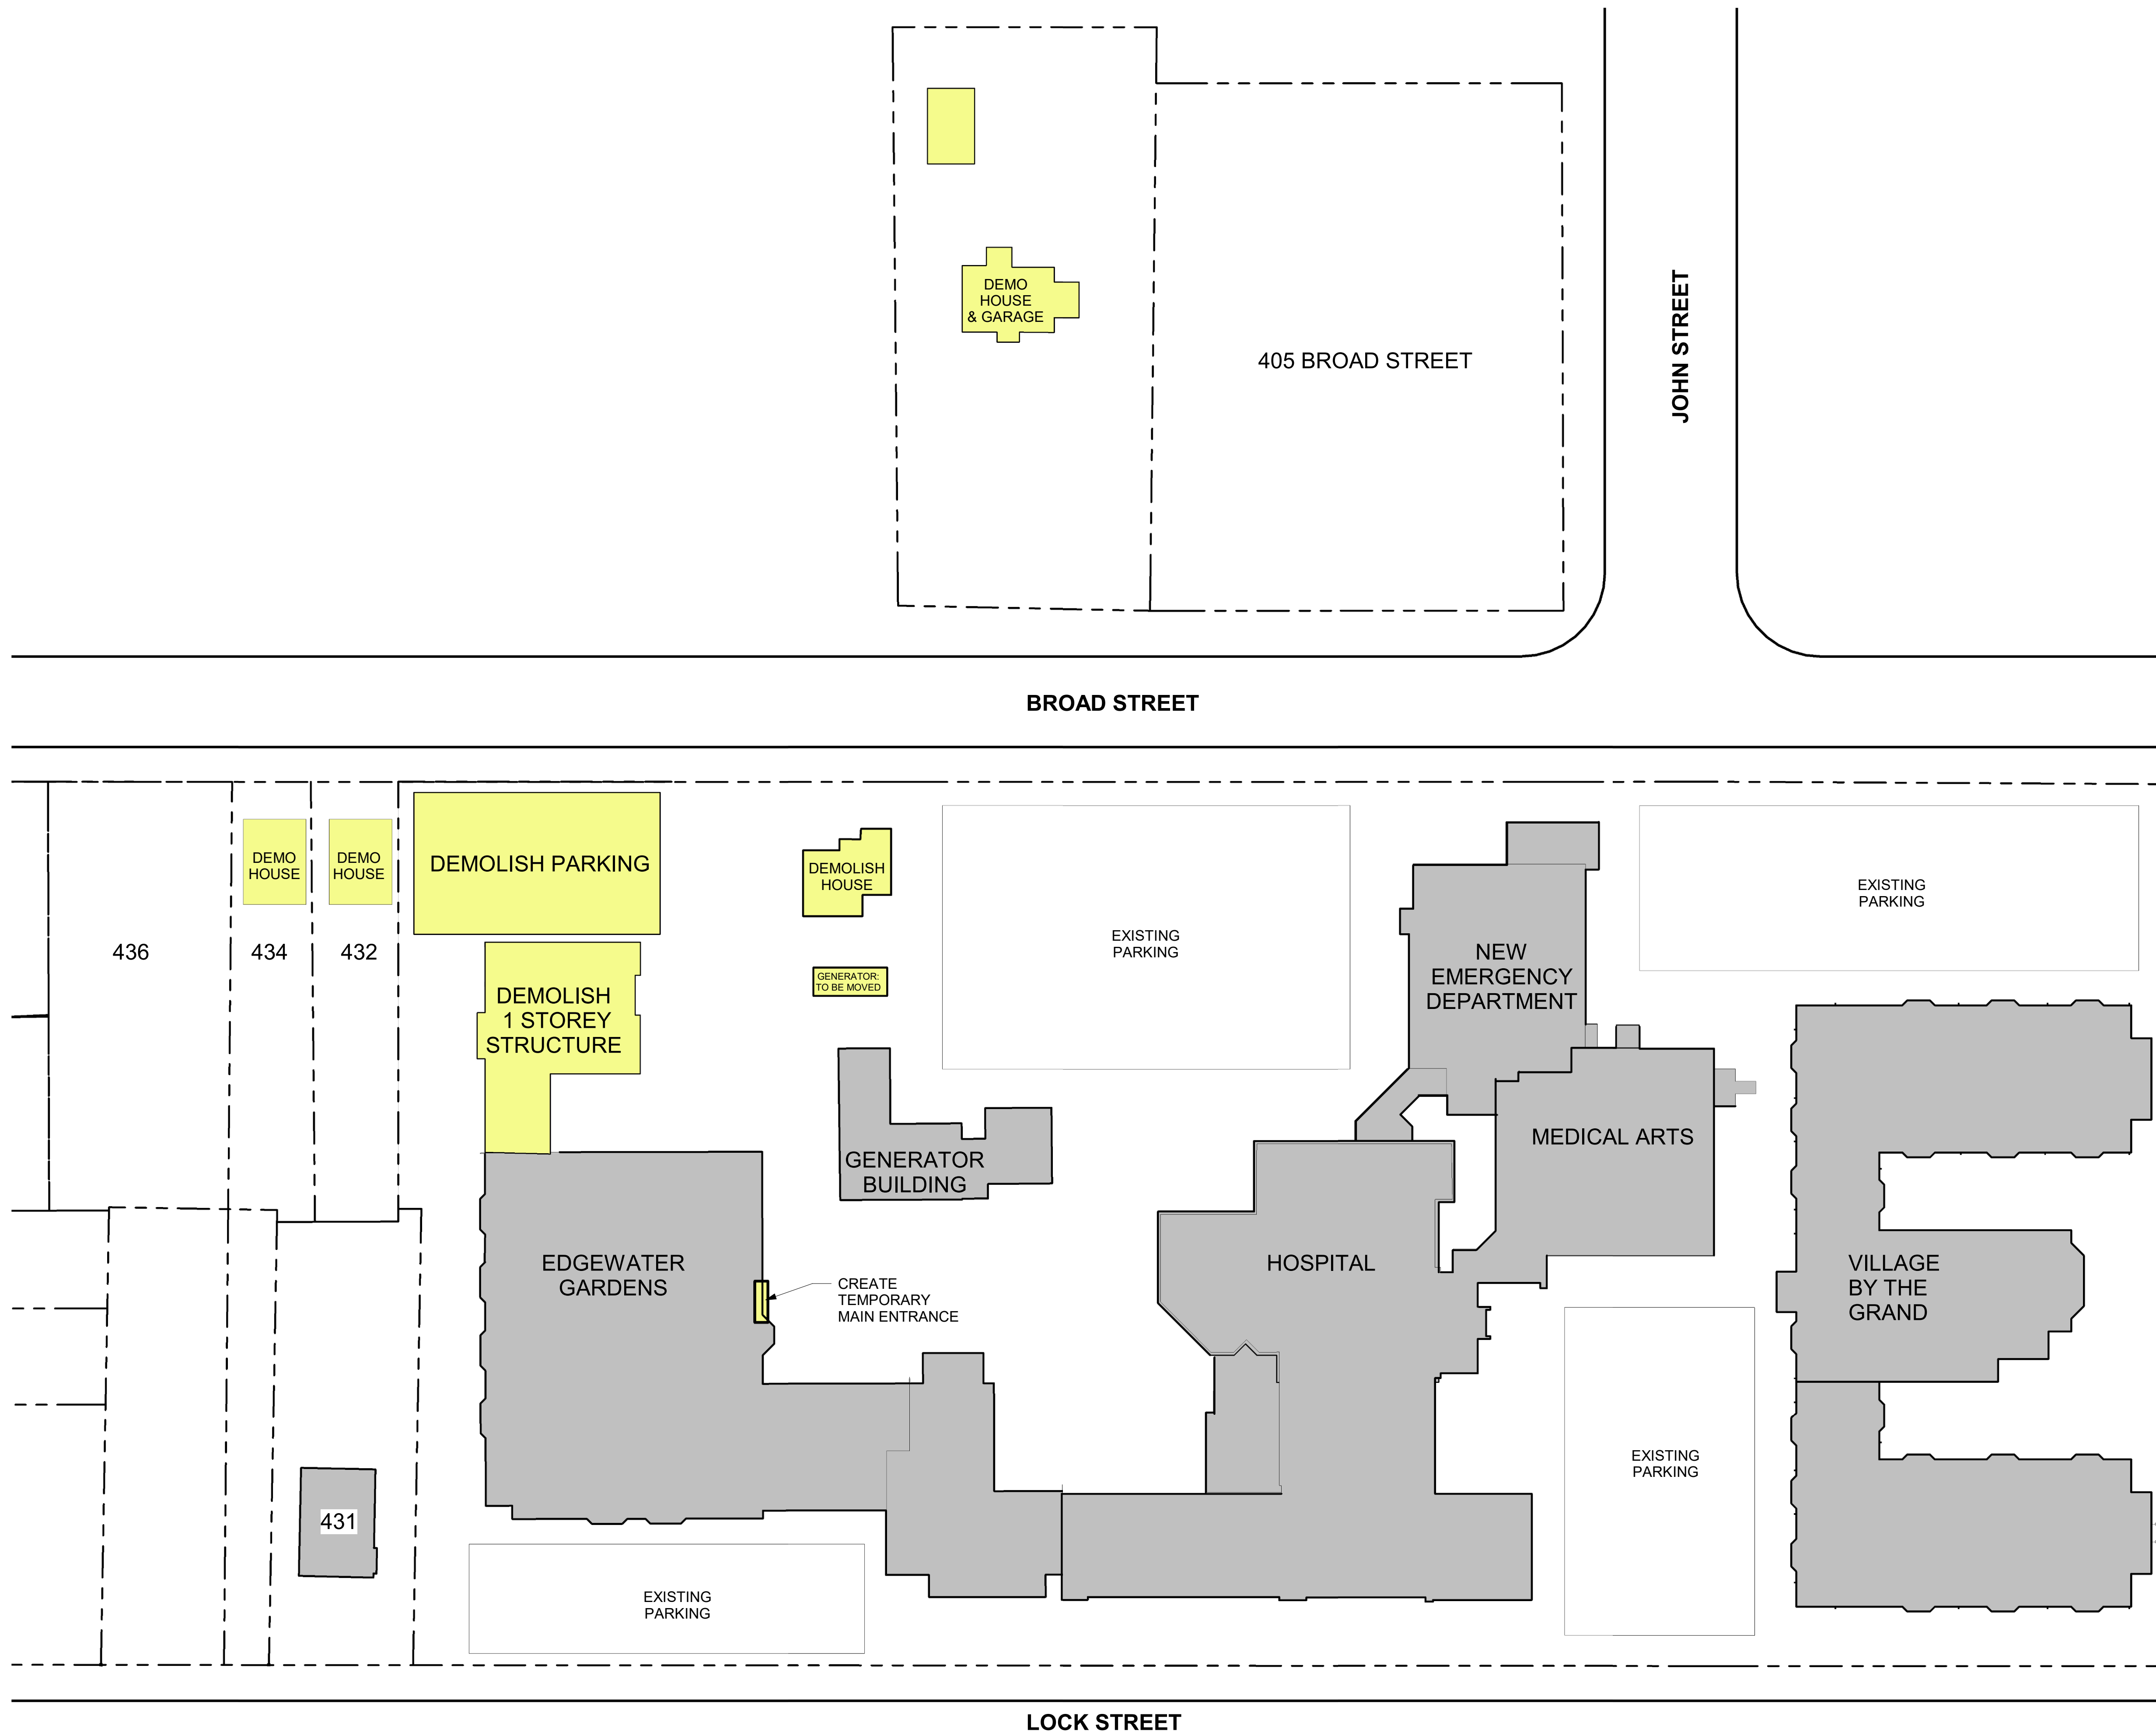 DEMO
HOUSE
& GARAGE
405 BROAD STREET
JOHN STREET
BROAD STREET
DEMO
HOUSE
DEMO
HOUSE
DEMOLISH PARKING
DEMOLISH
HOUSE
EXISTING
PARKING
EXISTING
PARKING
436
434
432
NEW
EMERGENCY
DEPARTMENT
GENERATOR:
TO BE MOVED
DEMOLISH
1 STOREY
STRUCTURE
MEDICAL ARTS
GENERATOR
BUILDING
EDGEWATER
GARDENS
CREATE
TEMPORARY
MAIN ENTRANCE
HOSPITAL
VILLAGE
BY THE
GRAND
EXISTING
PARKING
431
EXISTING
PARKING
LOCK STREET